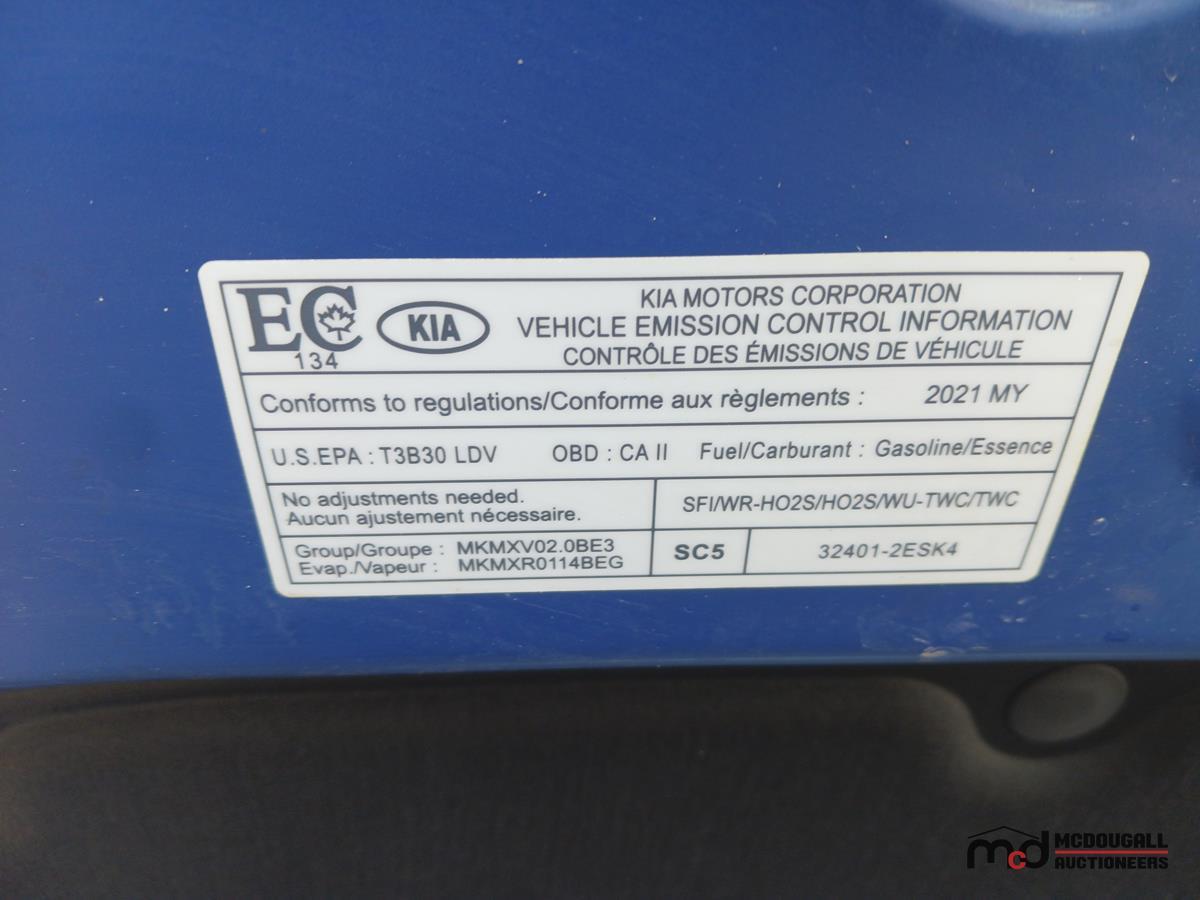 EC
134
KIA
KIA MOTORS CORPORATION
VEHICLE EMISSION CONTROL INFORMATION
CONTRÔLE DES ÉMISSIONS DE VÉHICULE
Conforms to regulations/Conforme aux règlements : 2021 MY
U.S.EPA : T3B30 LDV OBD : CA II Fuel/Carburant : Gasoline/Essence
No adjustments needed.
Aucun ajustement nécessaire.
SFI/WR-HO2S/HO2S/WU-TWC/TWC
Group/Groupe : MKMXV02.0BE3
Evap./Vapeur : MKMXR0114BEG
SC5
32401-2ESK4
mcd MCDOUGALL
AUCTIONEERS